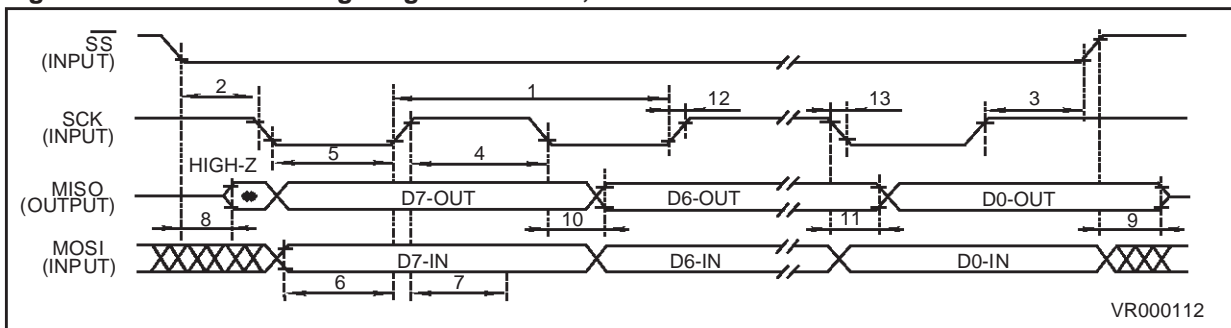 SS
(INPUT)
2
1
12
13
3
SCK
(INPUT)
5
4
HIGH-Z
MISO
(OUTPUT)
D7-OUT
D6-OUT
D0-OUT
8
10
11
9
MOSI
(INPUT)
D7-IN
D6-IN
D0-IN
6
7
VR000112